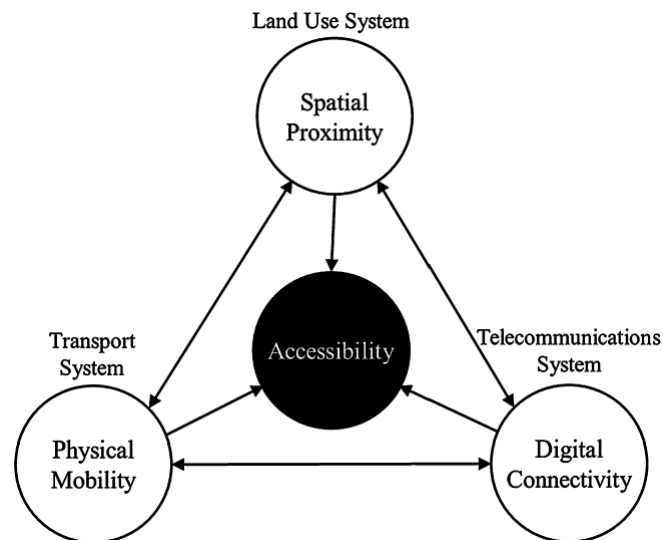 Land Use System
Spatial
Proximity
Accessibility
Transport
System
Telecommunications
System
Physical
Mobility
Digital
Connectivity